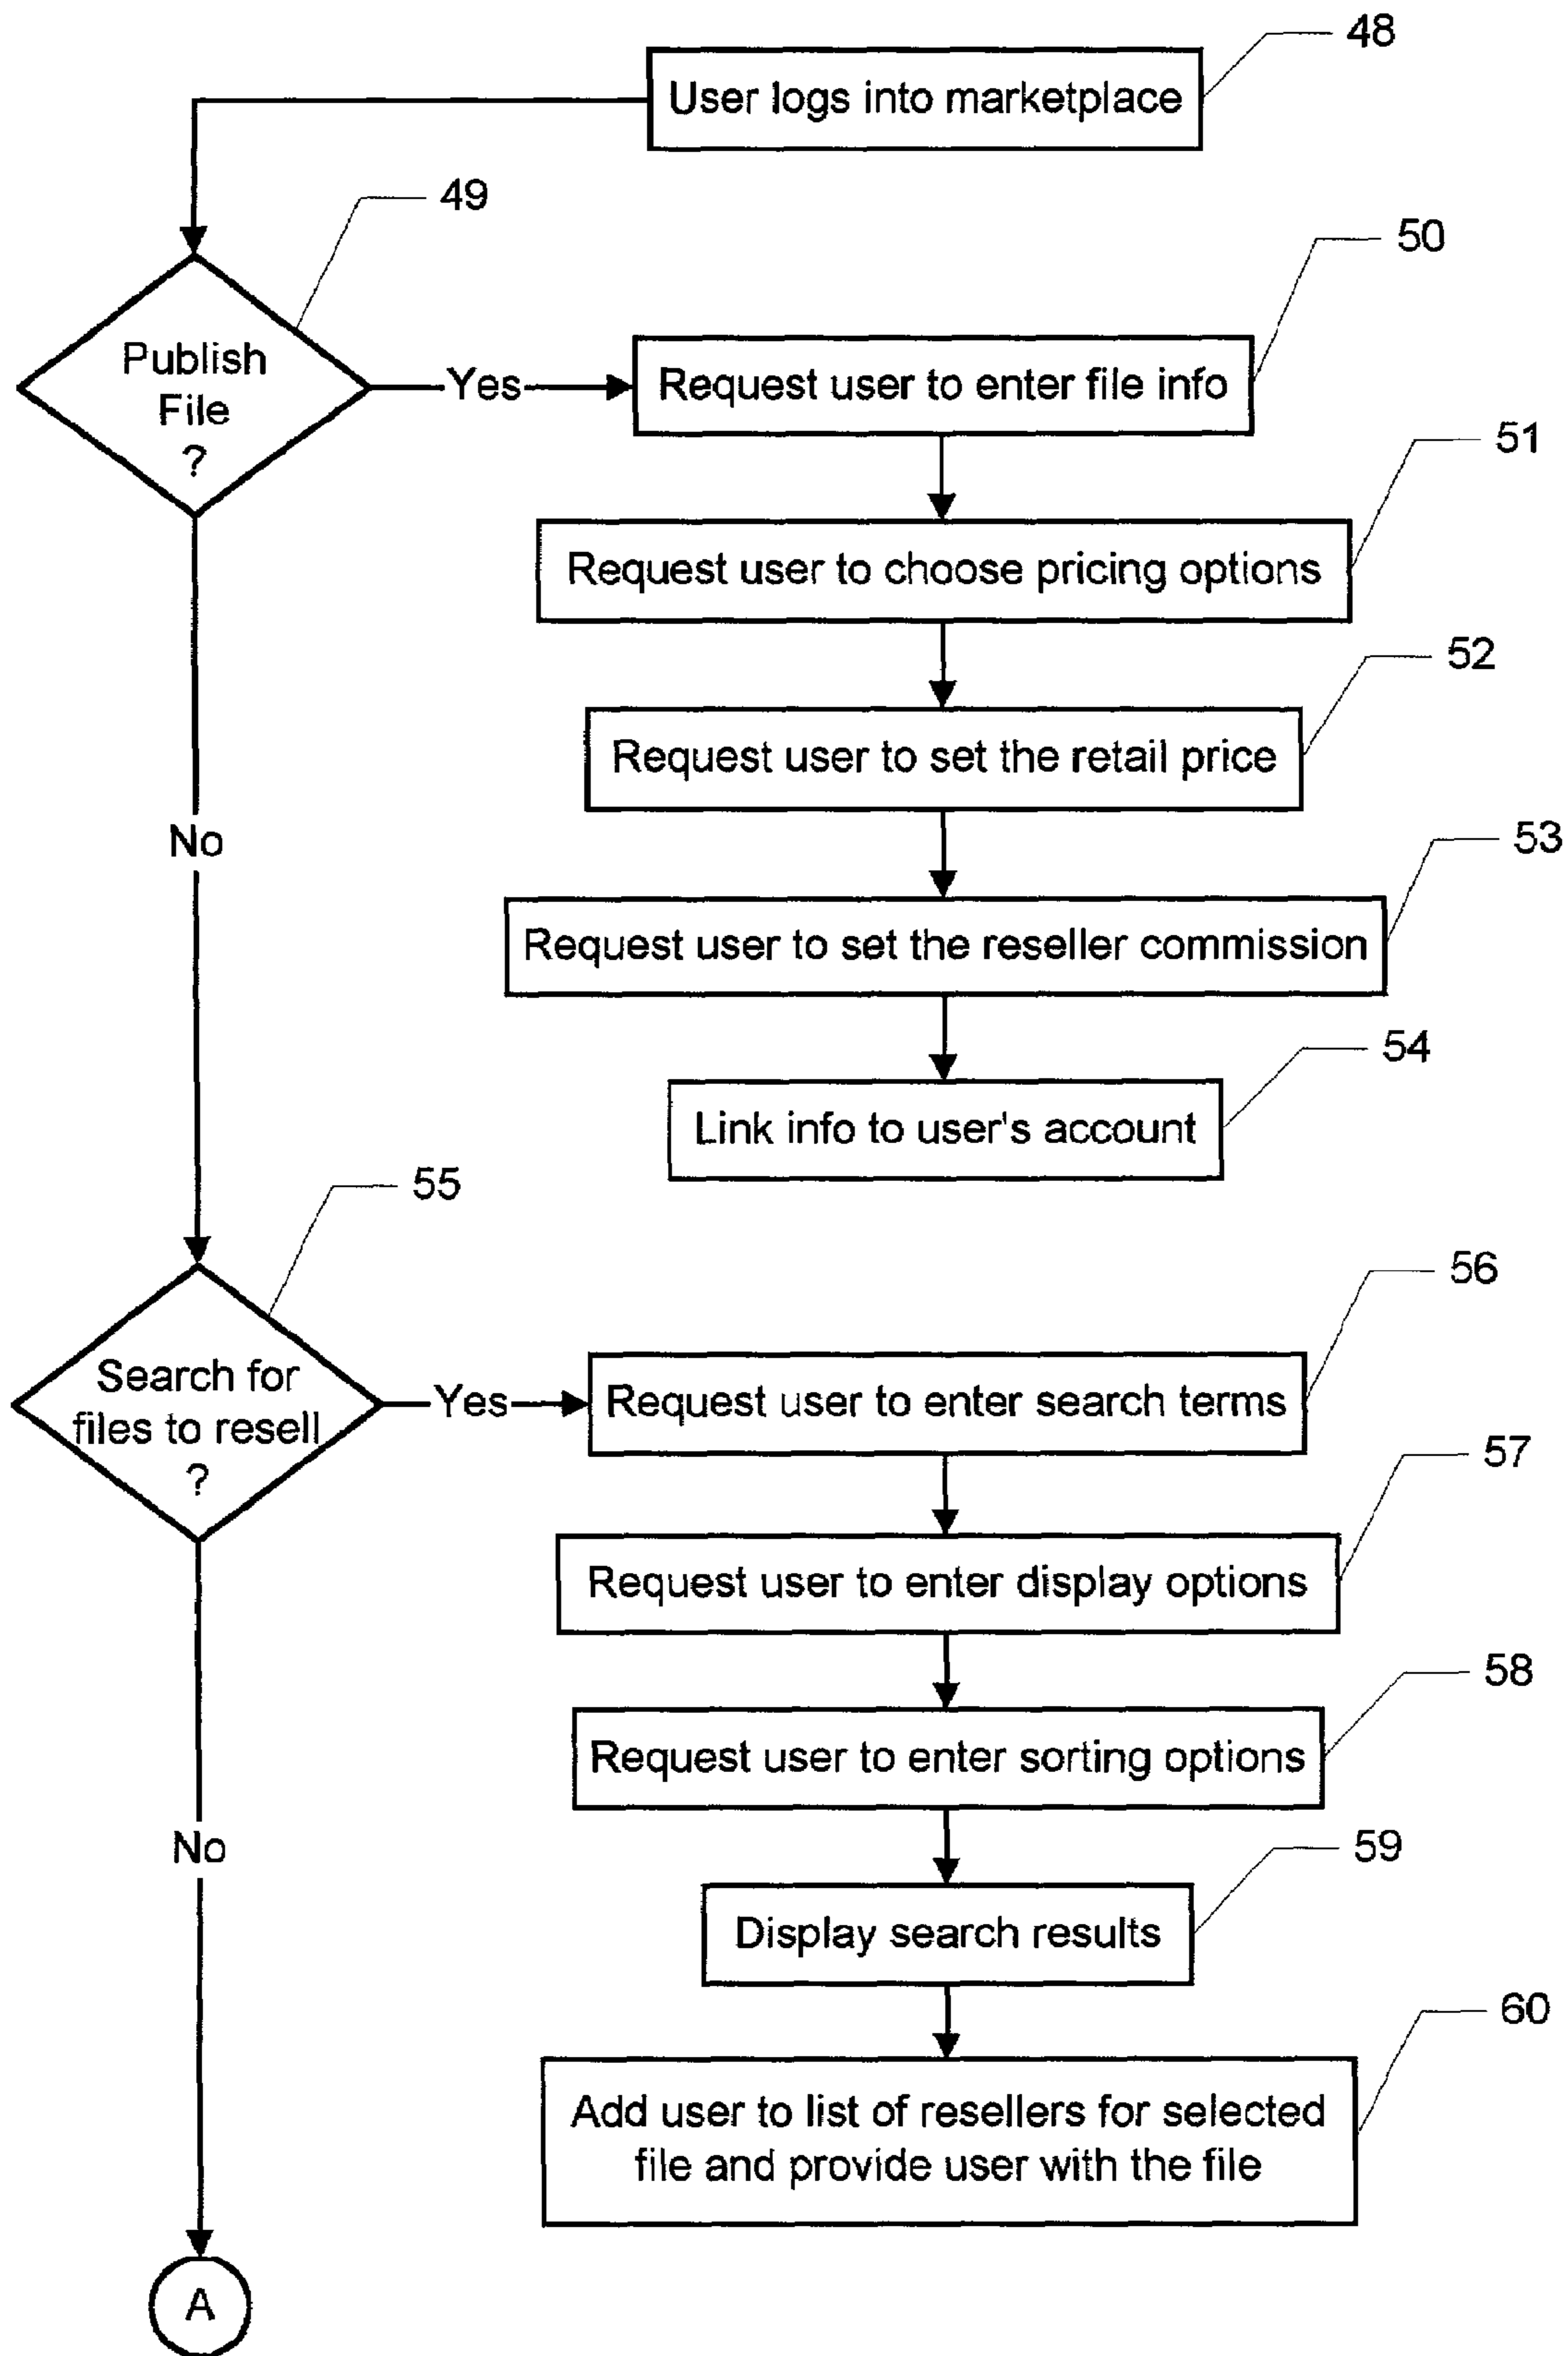 48
User logs into marketplace
49
50
Publish
File
?
Yes
Request user to enter file info
51
Request user to choose pricing options
52
Request user to set the retail price
No
53
Request user to set the reseller commission
54
Link info to user's account
55
56
Search for
files to resell
?
Yes
Request user to enter search terms
57
Request user to enter display options
58
Request user to enter sorting options
No
59
Display search results
60
Add user to list of resellers for selected
file and provide user with the file
A